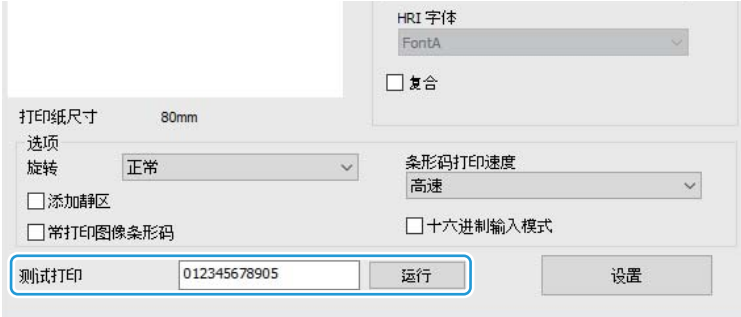 HRI 字体
FontA
复合
打印纸尺寸 80mm
选项
旋转 正常
条形码打印速度
高速
添加静区
常打印图像条形码
十六进制输入模式
测试打印 012345678905 运行 设置